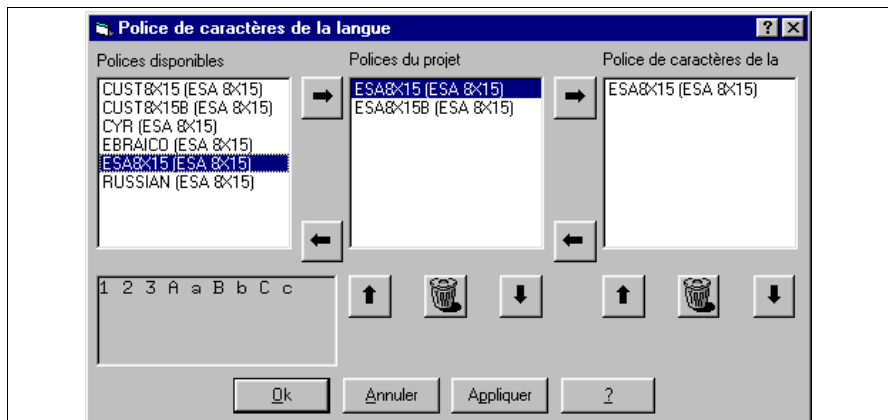 Police de caractères de la langue
Polices disponibles
Polices du projet
Police de caractères de la
CUST8X15 (ESA 8X15)
CUST8X15B (ESA 8X15)
CYR (ESA 8X15)
EBRAICO (ESA 8X15)
ESA8X15 (ESA 8X15)
RUSSIAN (ESA 8X15)
ESA8X15 (ESA 8X15)
ESA8X15B (ESA 8X15)
ESA8X15 (ESA 8X15)
1 2 3 A a B b C c
Ok
Annuler
Appliquer
?